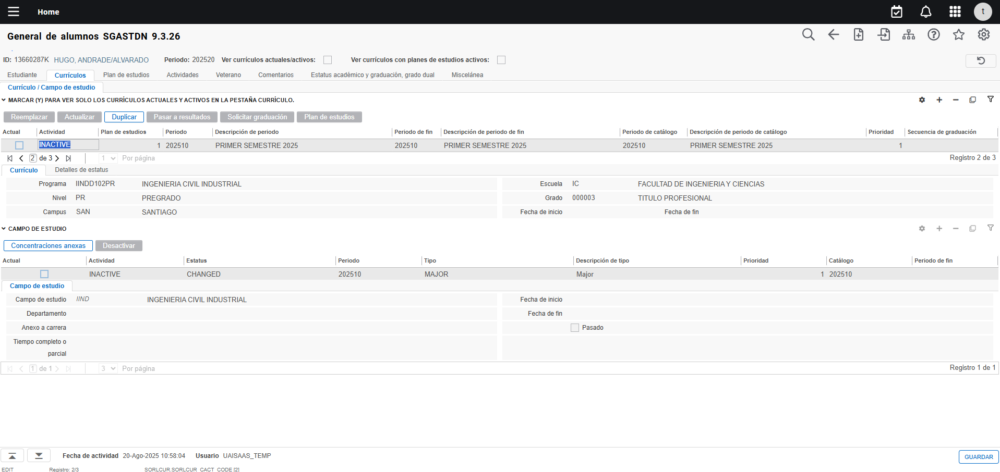 Home
t
General de alumnos SGASTDN 9.3.26
ID: 13660287K HUGO, ANDRADE/ALVARADO Periodo: 202520 Ver currículos actuales/activos: Ver currículos con planes de estudios activos:
Estudiante Currículos Plan de estudios Actividades Veterano Comentarios Estatus académico y graduación, grado dual Miscelánea
Currículo / Campo de estudio
MARCAR (Y) PARA VER SOLO LOS CURRÍCULOS ACTUALES Y ACTIVOS EN LA PESTAÑA CURRÍCULO.
Reemplazar Actualizar Duplicar Pasar a resultados Solicitar graduación Plan de estudios
Actual Actividad Plan de estudios Periodo Descripción de periodo Periodo de fin Descripción de periodo de fin Periodo de catálogo Descripción de periodo de catálogo Prioridad Secuencia de graduación
INACTIVE 1 202510 PRIMER SEMESTRE 2025 202510 PRIMER SEMESTRE 2025 202510 PRIMER SEMESTRE 2025 1
2 de 3 1 Por página Registro 2 de 3
Currículo Detalles de estatus
Programa IINDD102PR INGENIERIA CIVIL INDUSTRIAL Escuela IC FACULTAD DE INGENIERIA Y CIENCIAS
Nivel PR PREGRADO Grado 000003 TITULO PROFESIONAL
Campus SAN SANTIAGO Fecha de inicio Fecha de fin
CAMPO DE ESTUDIO
Concentraciones anexas Desactivar
Actual Actividad Estatus Periodo Tipo Descripción de tipo Prioridad Catálogo Periodo de fin
INACTIVE CHANGED 202510 MAJOR Major 1 202510
Campo de estudio
Campo de estudio IIND INGENIERIA CIVIL INDUSTRIAL Fecha de inicio
Departamento Fecha de fin
Anexo a carrera Pasado
Tiempo completo o
parcial
1 de 1 3 Por página Registro 1 de 1
Fecha de actividad 20-Ago-2025 10:58:04 Usuario UAISAAS_TEMP GUARDAR
EDIT Registro: 2/3 SORLCUR.SORLCUR_CACT_CODE [2]